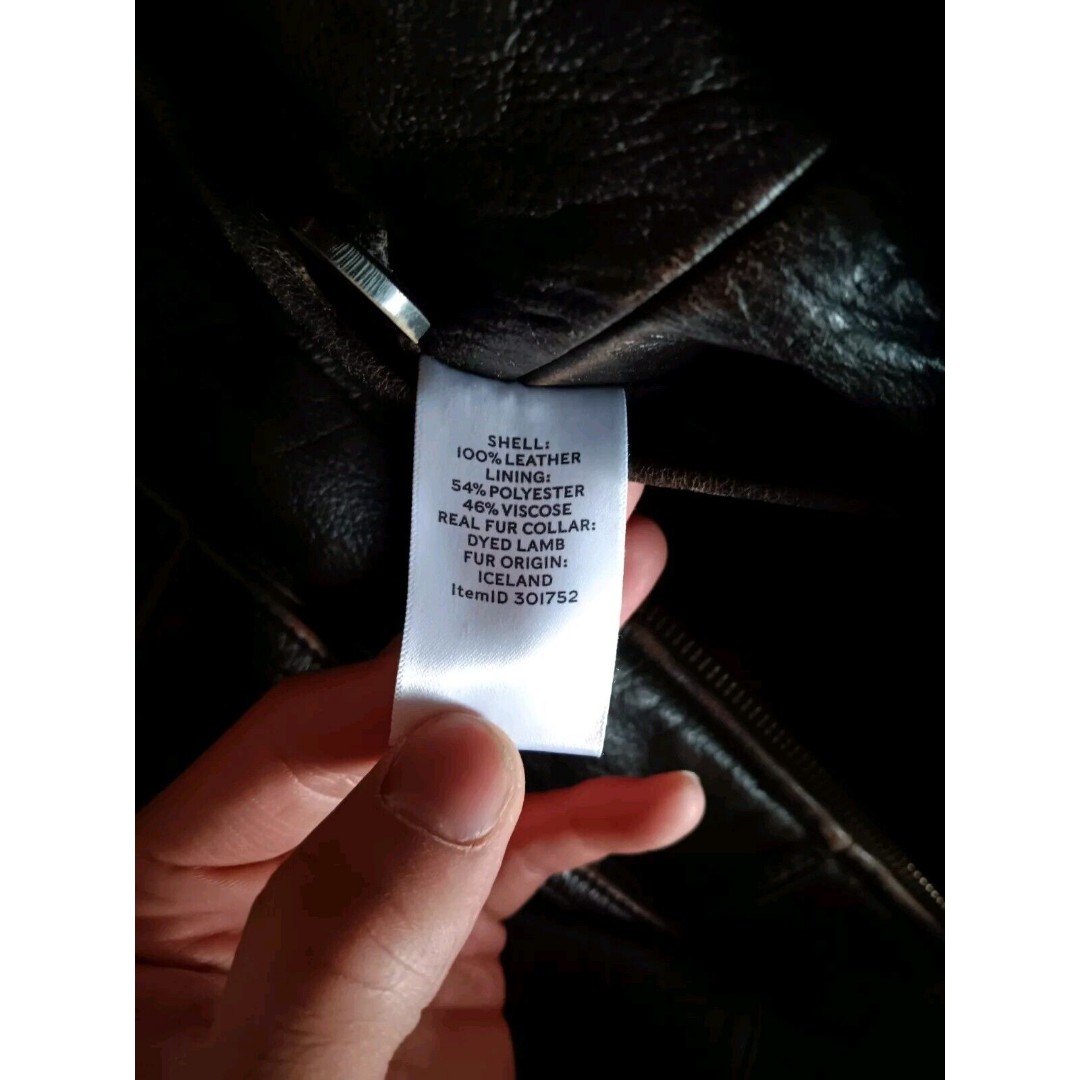 SHELL:
100% LEATHER
LINING:
54% POLYESTER
46% VISCOSE
REAL FUR COLLAR:
DYED LAMB
FUR ORIGIN:
ICELAND
ItemID 301752